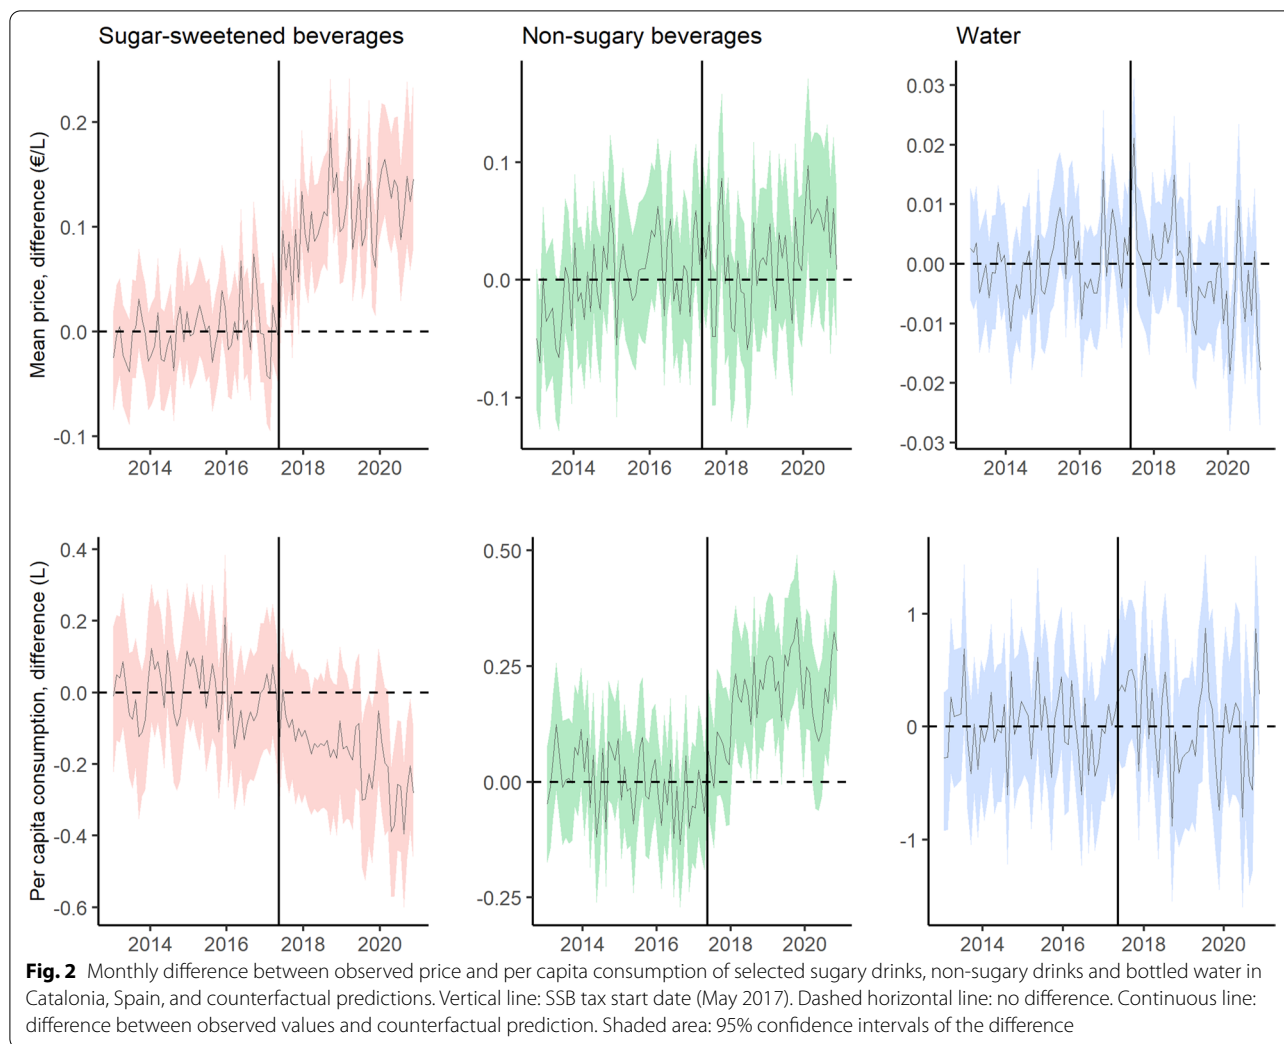 Sugar-sweetened beverages
Non-sugary beverages
Water
Mean price, difference (€/L)
0.2
0.1
0.0
-0.1
2014 2016 2018 2020
0.1
0.0
-0.1
2014 2016 2018 2020
0.03
0.02
0.01
0.00
-0.01
-0.02
-0.03
2014 2016 2018 2020
Per capita consumption, difference (L)
0.4
0.2
0.0
-0.2
-0.4
-0.6
2014 2016 2018 2020
0.50
0.25
0.00
-0.25
2014 2016 2018 2020
1
0
-1
2014 2016 2018 2020
Fig. 2 Monthly difference between observed price and per capita consumption of selected sugary drinks, non-sugary drinks and bottled water in
Catalonia, Spain, and counterfactual predictions. Vertical line: SSB tax start date (May 2017). Dashed horizontal line: no difference. Continuous line:
difference between observed values and counterfactual prediction. Shaded area: 95% confidence intervals of the difference